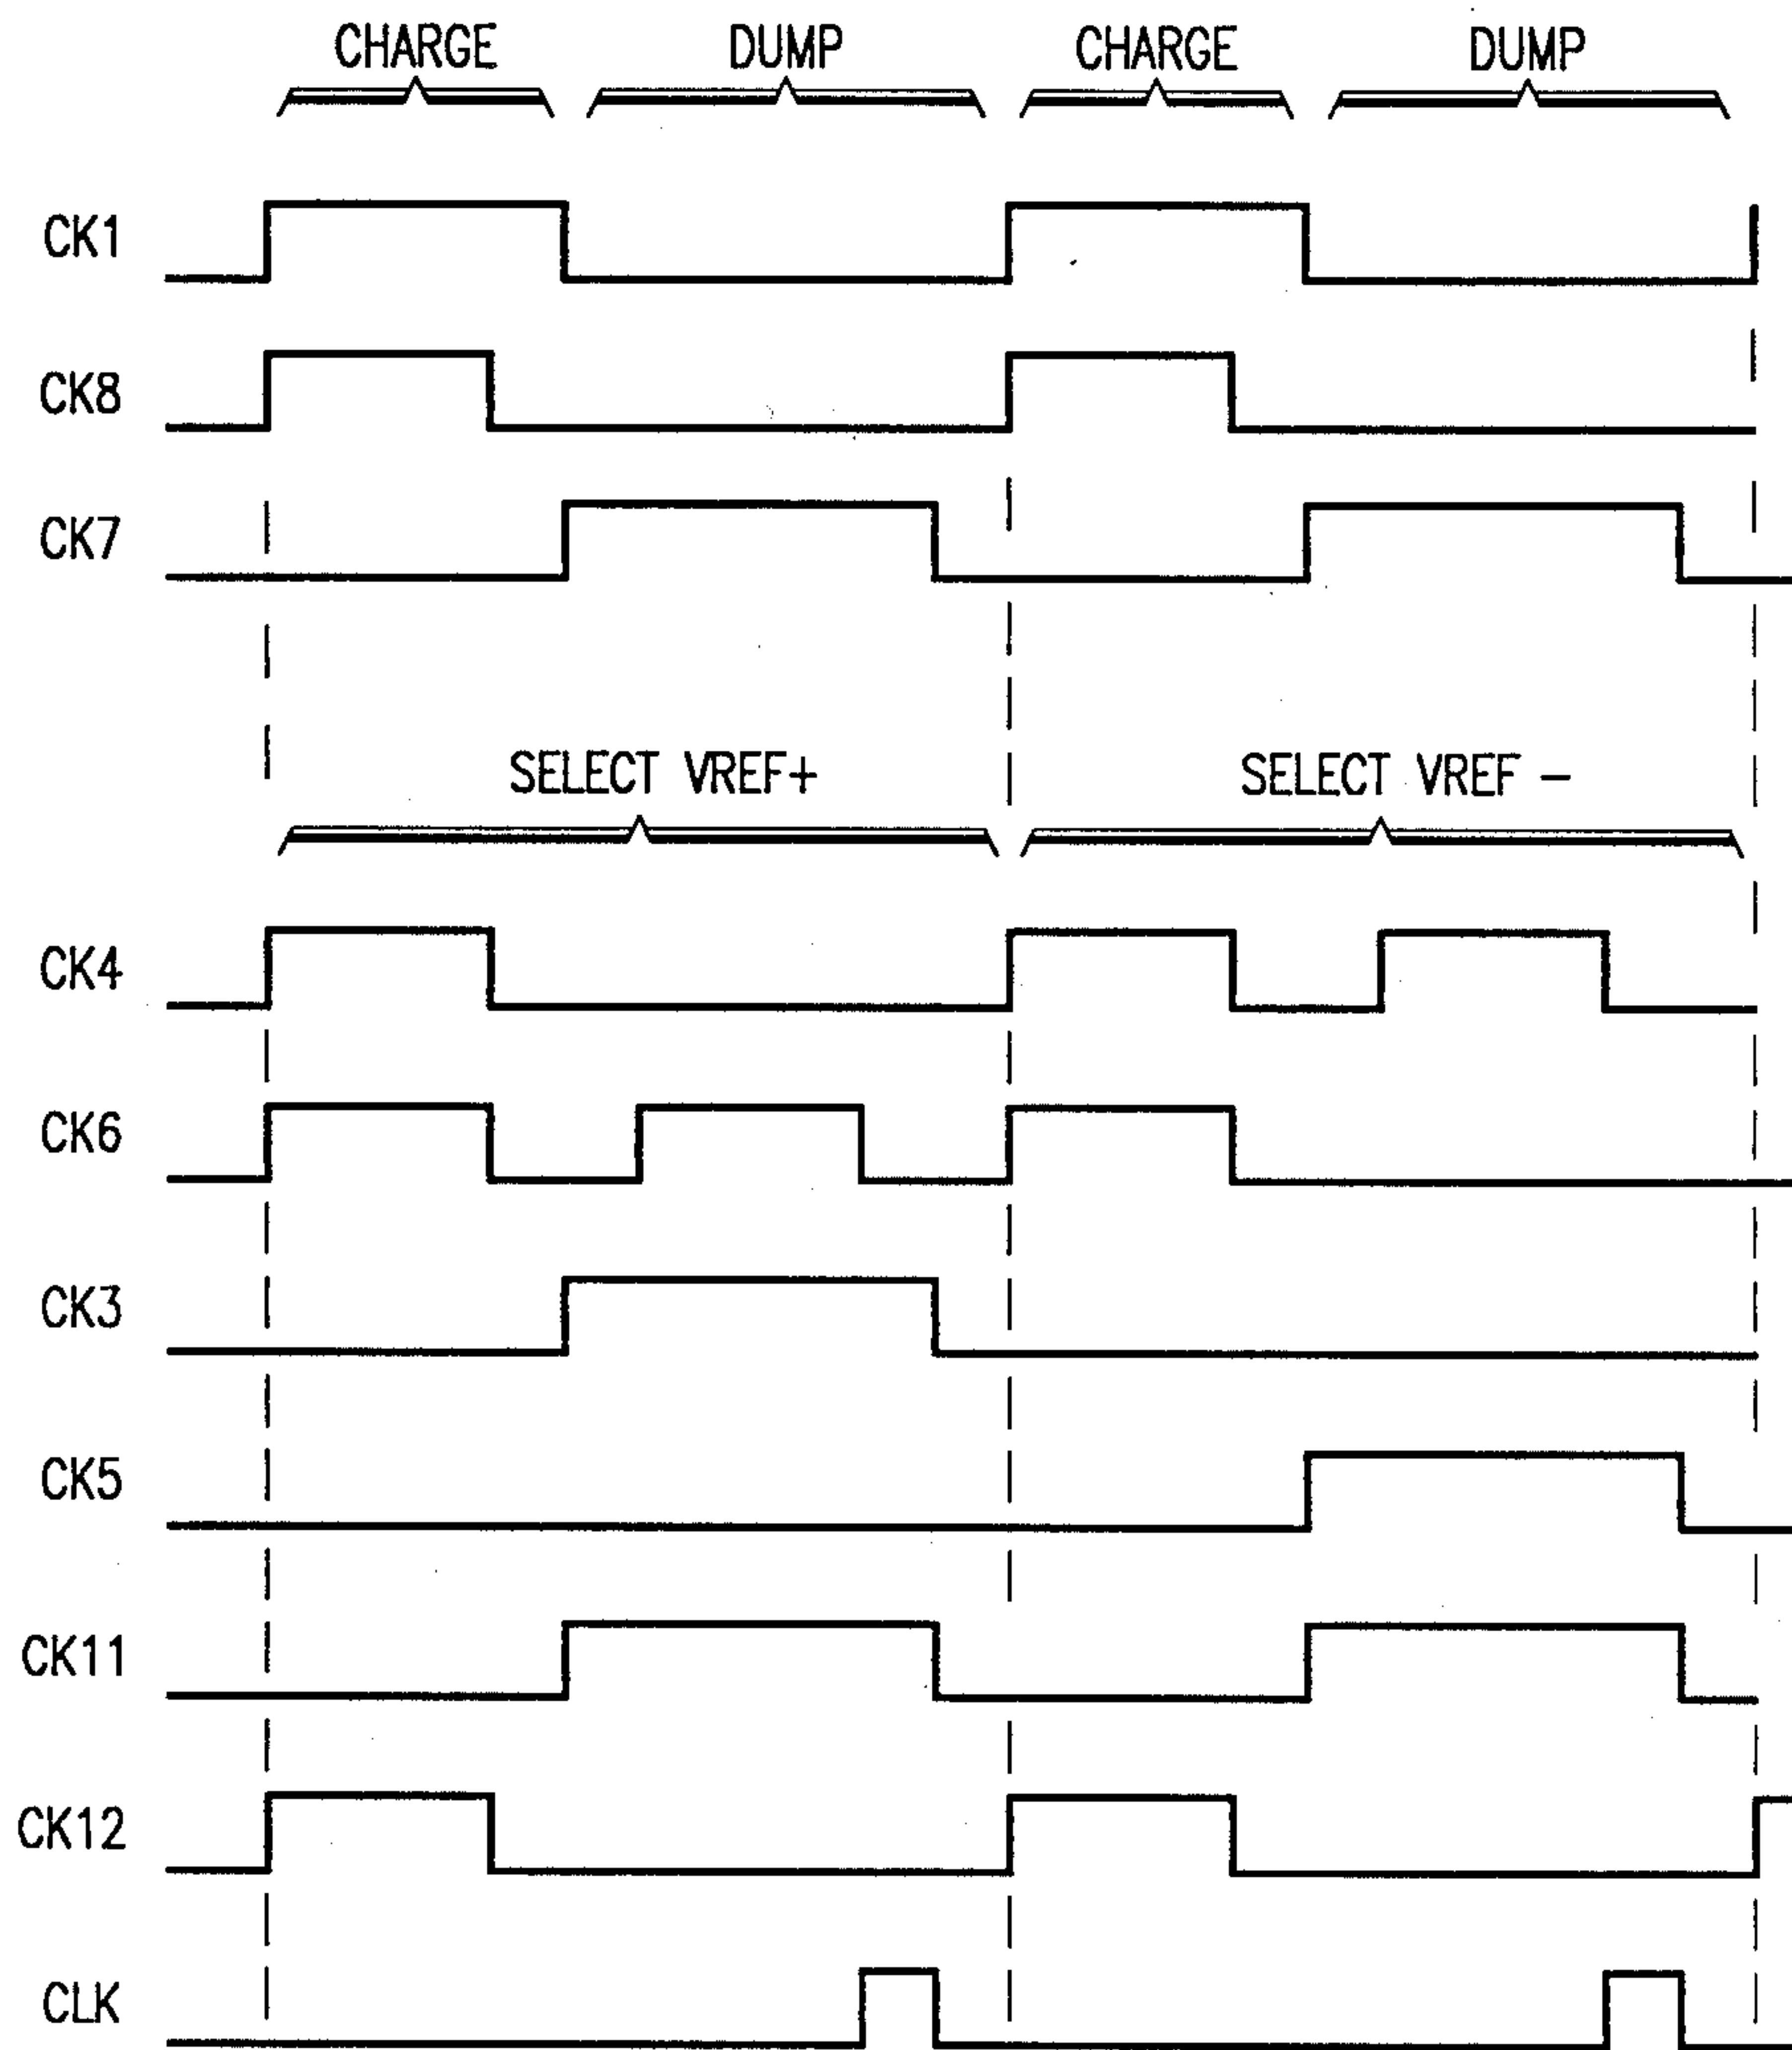 CHARGE DUMP CHARGE DUMP
CK1
CK8
CK7
SELECT VREF+ SELECT VREF −
CK4
CK6
CK3
CK5
CK11
CK12
CLK